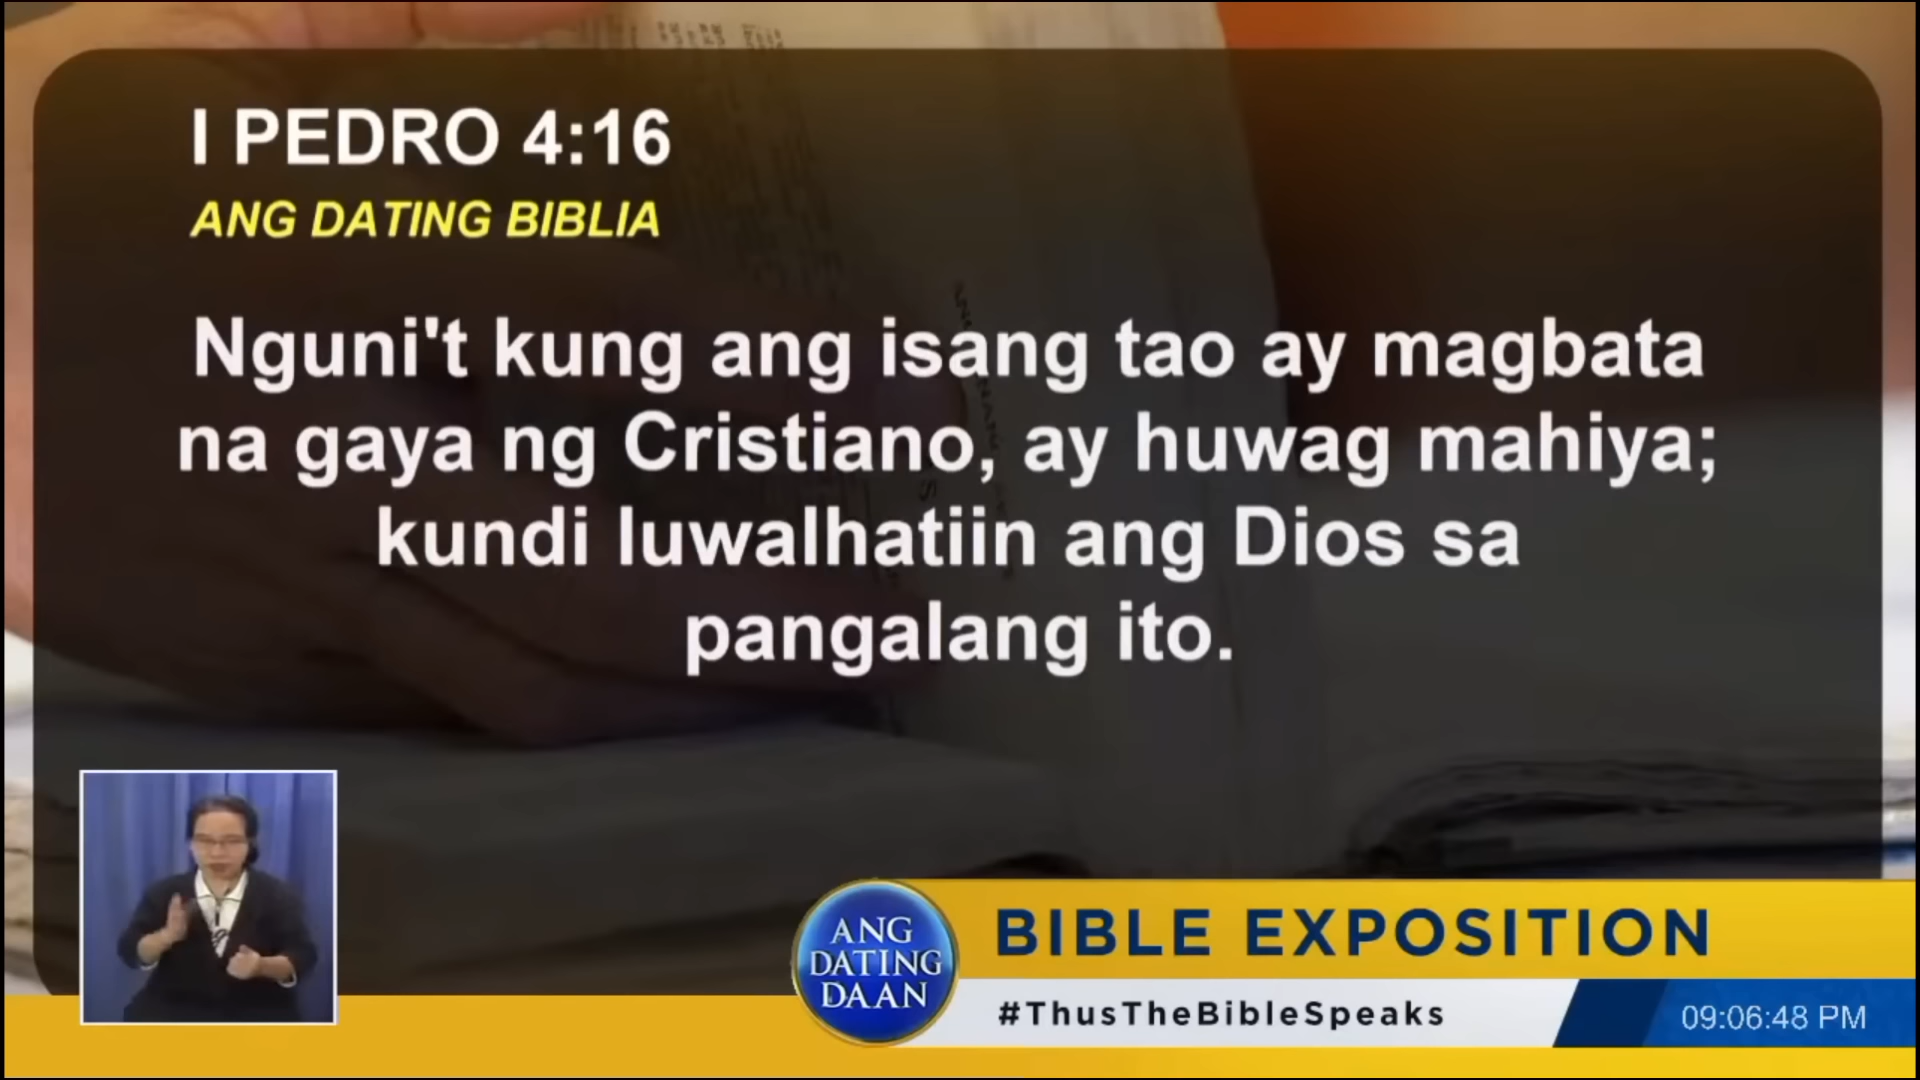 I PEDRO 4:16
ANG DATING BIBLIA
Nguni't kung ang isang tao ay magbata
na gaya ng Cristiano, ay huwag mahiya;
kundi luwalhatiin ang Dios sa
pangalang ito.
ANG
DATING
DAAN
BIBLE EXPOSITION
#ThusTheBibleSpeaks
09:06:48 PM